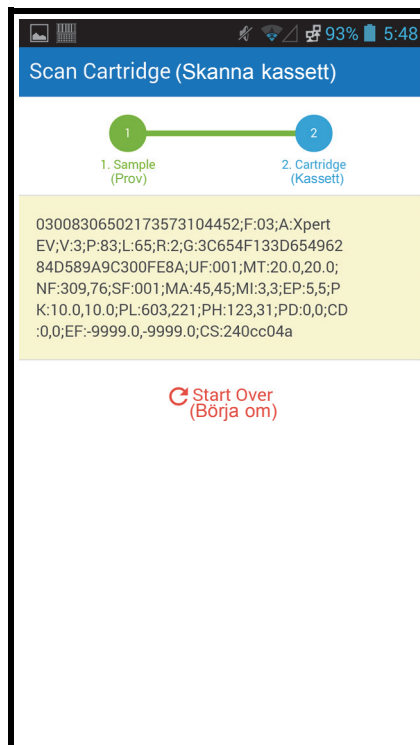 93% 5:48
Scan Cartridge (Skanna kassett)
1 2
1. Sample 2. Cartridge
(Prov) (Kassett)
03008306502173573104452;F:03;A:Xpert
EV;V:3;P:83;L:65;R:2;G:3C654F133D654962
84D589A9C300FE8A;UF:001;MT:20.0,20.0;
NF:309,76;SF:001;MA:45,45;MI:3,3;EP:5,5;P
K:10.0,10.0;PL:603,221;PH:123,31;PD:0,0;CD
:0,0;EF:-9999.0,-9999.0;CS:240cc04a
Start Over
(Börja om)